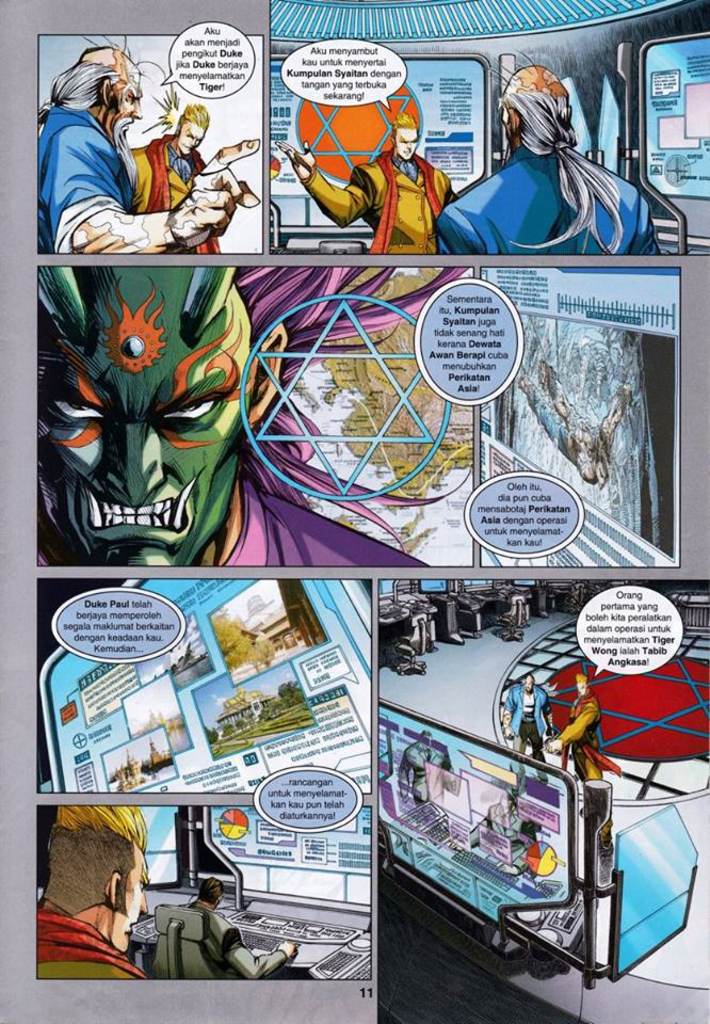 Aku
akan menjadi
pengikut Duke
jika Duke berjaya
menyelamatkan
Tiger!
Aku menyambut
kau untuk menyertai
Kumpulan Syaitan dengan
tangan yang terbuka
sekarang!
Sementara
itu, Kumpulan
Syaitan juga
tidak senang hati
kerana Dewata
Awan Berapi cuba
menubuhkan
Perikatan
Asia!
Oleh itu,
dia pun cuba
mensabotaj Perikatan
Asia dengan operasi
untuk menyelamat-
kan kau!
Duke Paul telah
berjaya memperoleh
segala maklumat berkaitan
dengan keadaan kau.
Kemudian...
...rancangan
untuk menyelamat-
kan kau pun telah
diaturkannya!
Orang
pertama yang
boleh kita peralatkan
dalam operasi untuk
menyelamatkan Tiger
Wong ialah Tabib
Angkasa!
11